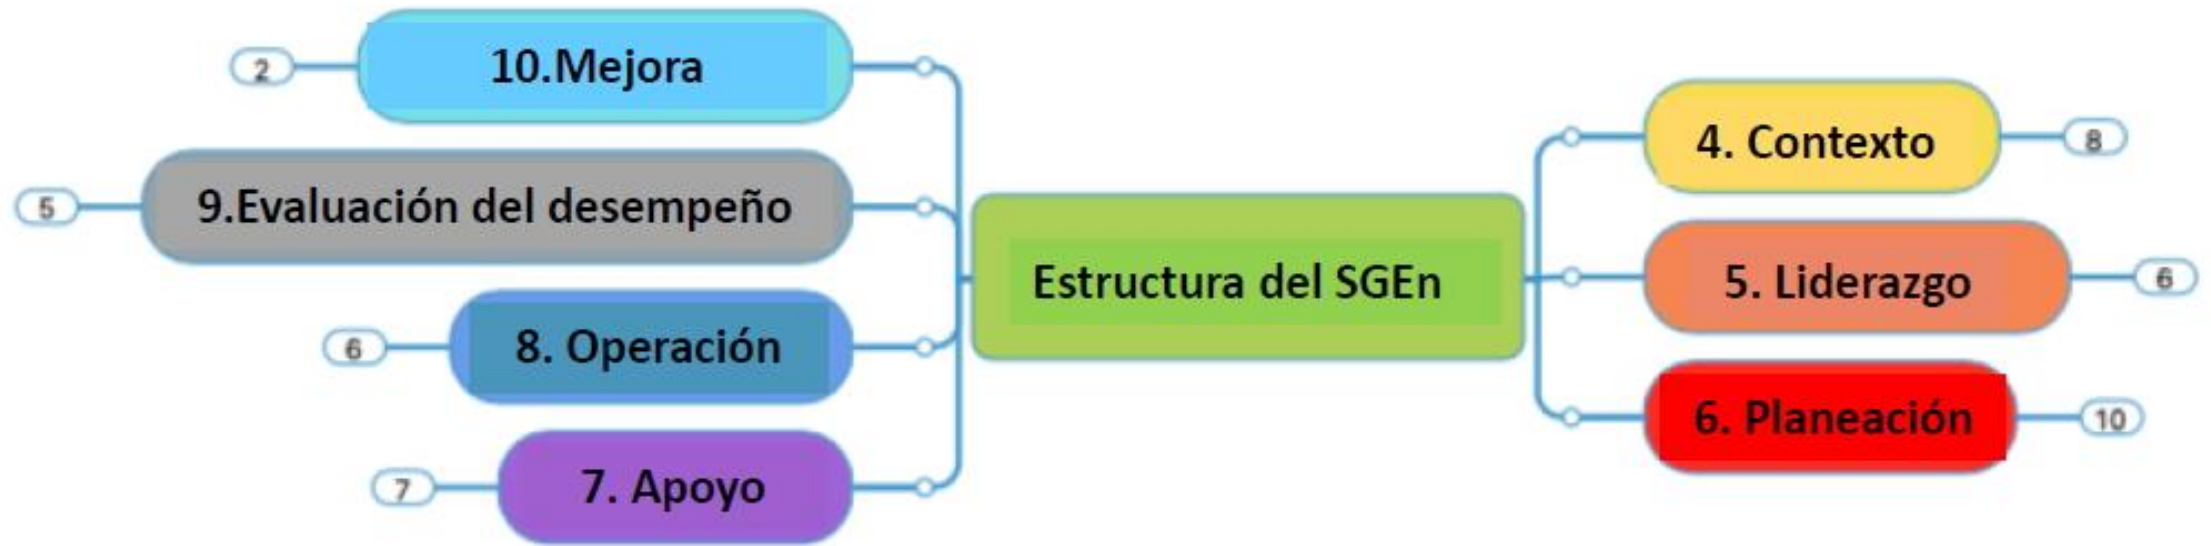 10.Mejora
2
9.Evaluación del desempeño
5
8. Operación
6
7. Apoyo
7
Estructura del SGEn
4. Contexto
8
5. Liderazgo
6
6. Planeación
10